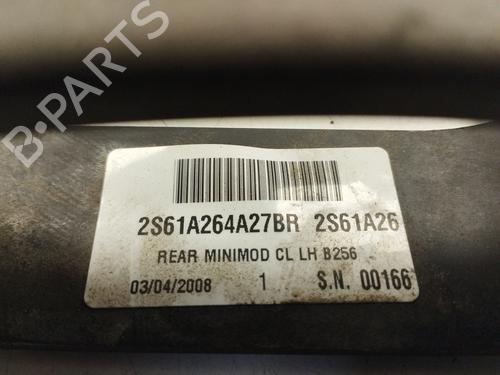 B-PARTS
2S61A264A27BR 2S61A26
REAR MINIMOD CL LH B256
03/04/2008 1 S.N. 00166